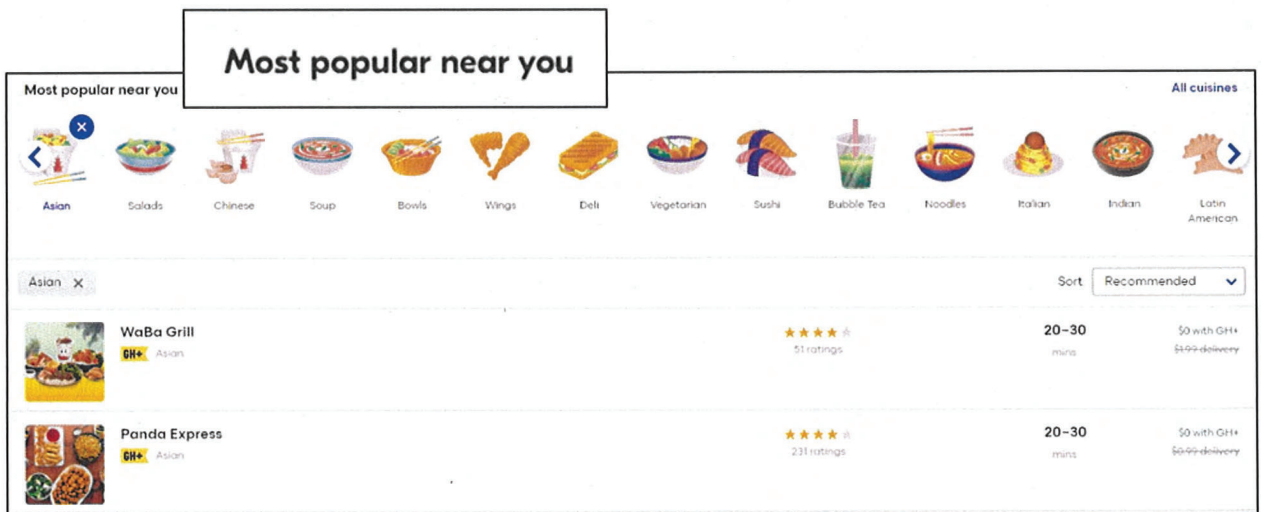 Most popular near you
Most popular near you
All cuisines
Asian
Salads
Chinese
Soup
Bowls
Wings
Deli
Vegetarian
Sushi
Bubble Tea
Noodles
Italian
Indian
Latin
American
Asian
Sort
Recommended
WaBa Grill
GH+ Asian
51 ratings
20-30
mins
$0 with GH+
$1.99 delivery
Panda Express
GH+ Asian
231 ratings
20-30
mins
$0 with GH+
$0.99 delivery